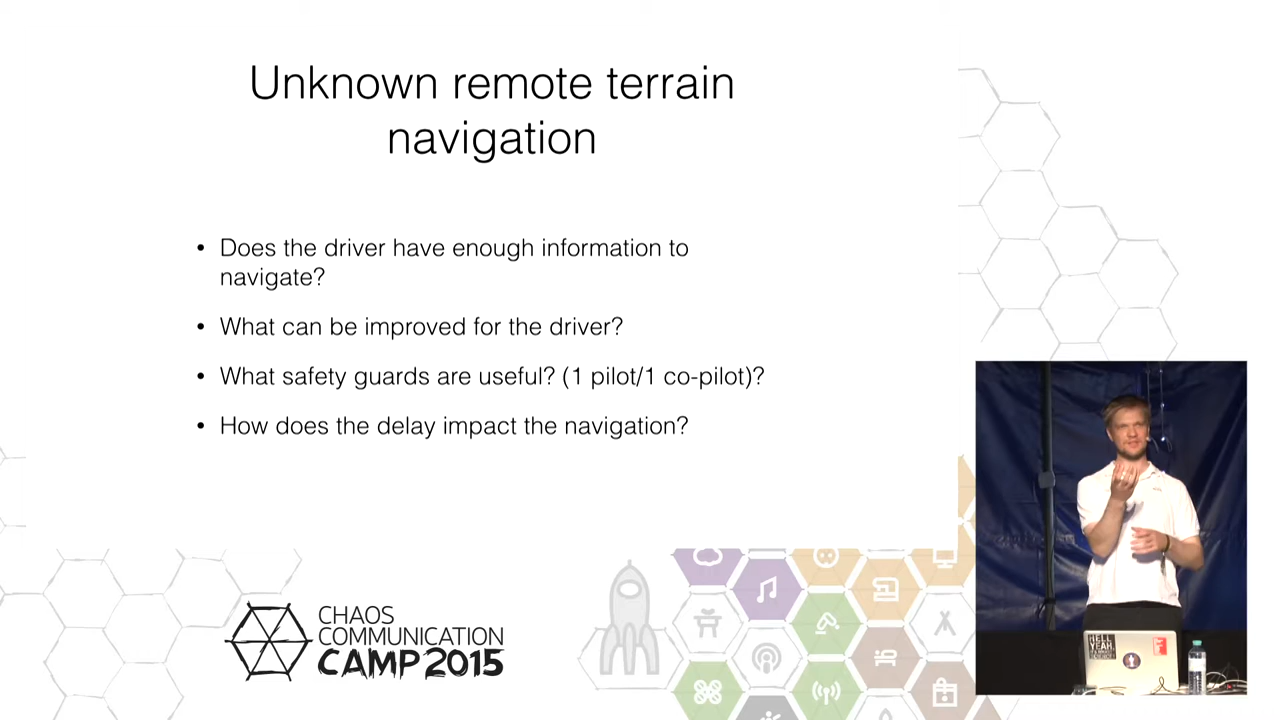 Unknown remote terrain
navigation
• Does the driver have enough information to
navigate?
• What can be improved for the driver?
• What safety guards are useful? (1 pilot/1 co-pilot)?
• How does the delay impact the navigation?
CHAOS
COMMUNICATION
CAMP 2015
HELL
YEAH